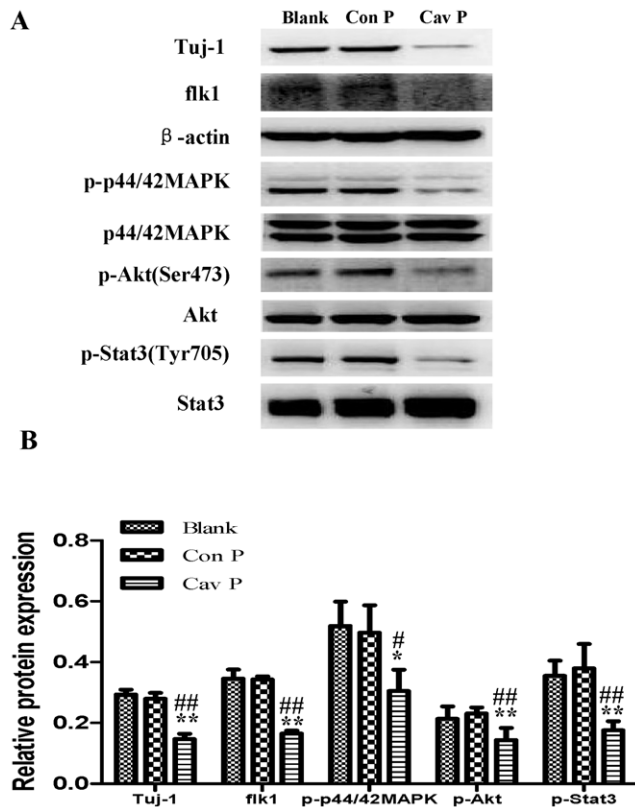 A
Blank Con P Cav P
Tuj-1
flk1
β-actin
p-p44/42MAPK
p44/42MAPK
p-Akt(Ser473)
Akt
p-Stat3(Tyr705)
Stat3
B
Relative protein expression
0.8
0.6
0.4
0.2
0.0
Blank
Con P
Cav P
##
**
##
**
#
*
##
**
##
**
Tuj-1 flk1 p-p44/42MAPK p-Akt p-Stat3